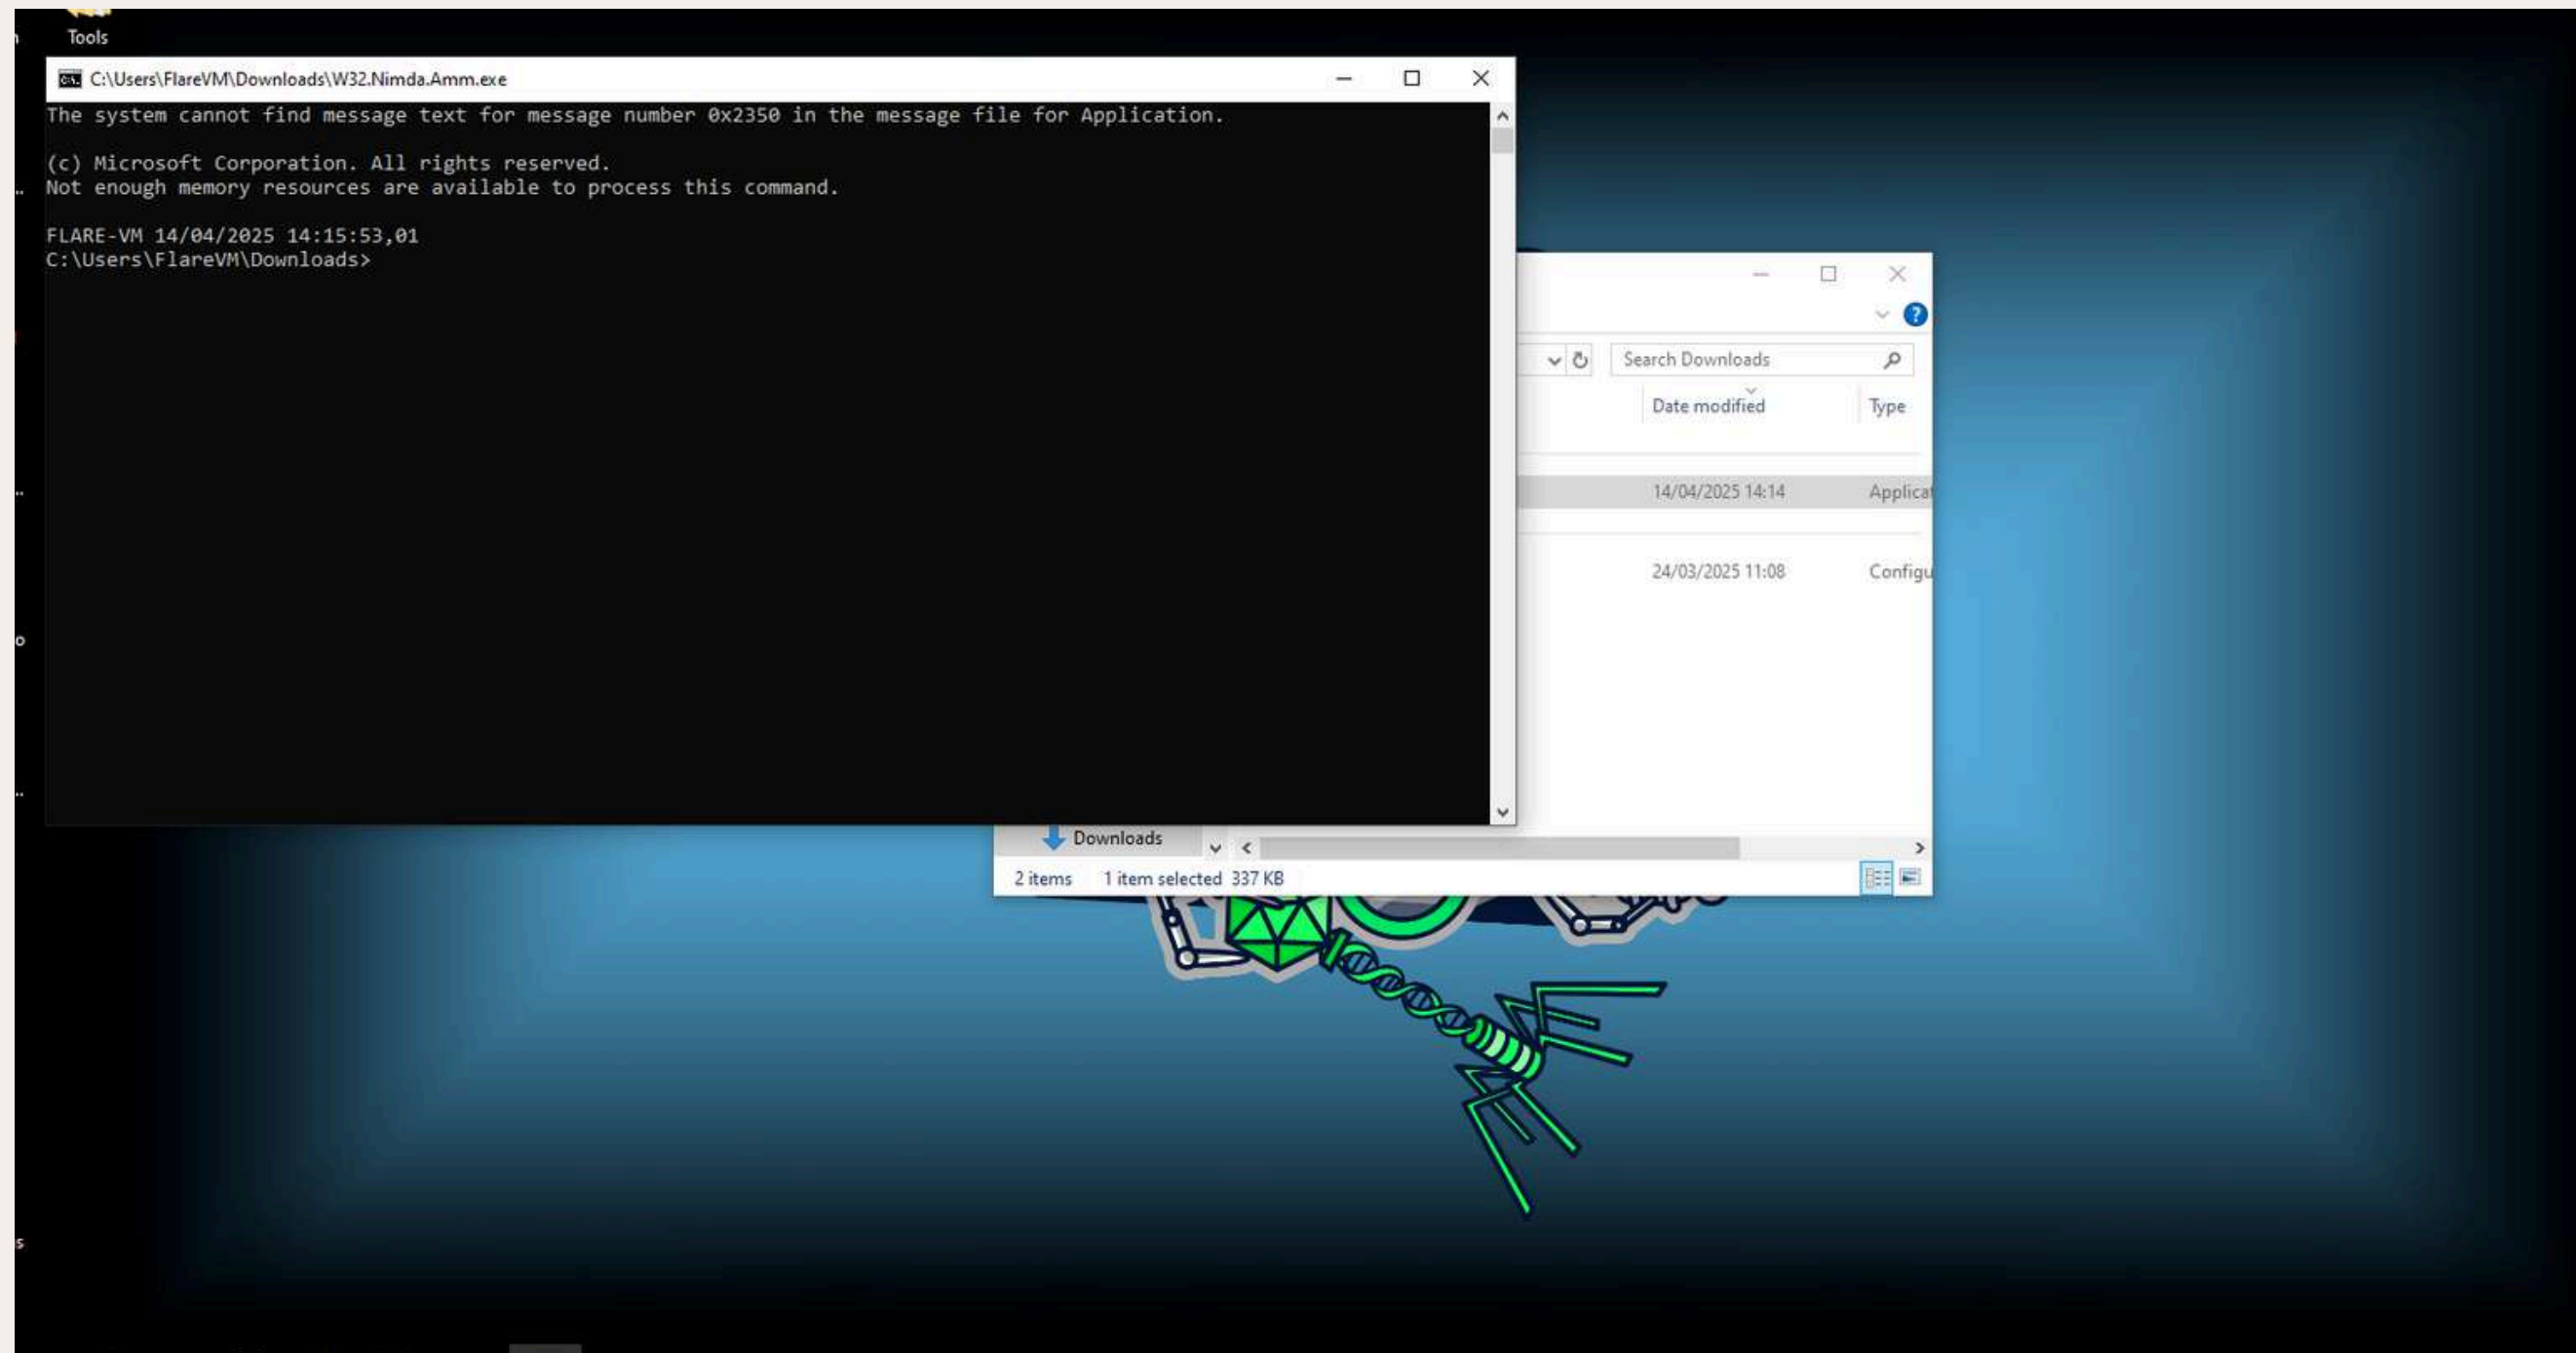 Tools
C:\Users\FlareVM\Downloads\W32.Nimda.Amm.exe
The system cannot find message text for message number 0x2350 in the message file for Application.
(c) Microsoft Corporation. All rights reserved.
Not enough memory resources are available to process this command.
FLARE-VM 14/04/2025 14:15:53,01
C:\Users\FlareVM\Downloads>
Search Downloads
Date modified Type
14/04/2025 14:14 Applicat
24/03/2025 11:08 Configu
Downloads
2 items 1 item selected 337 KB